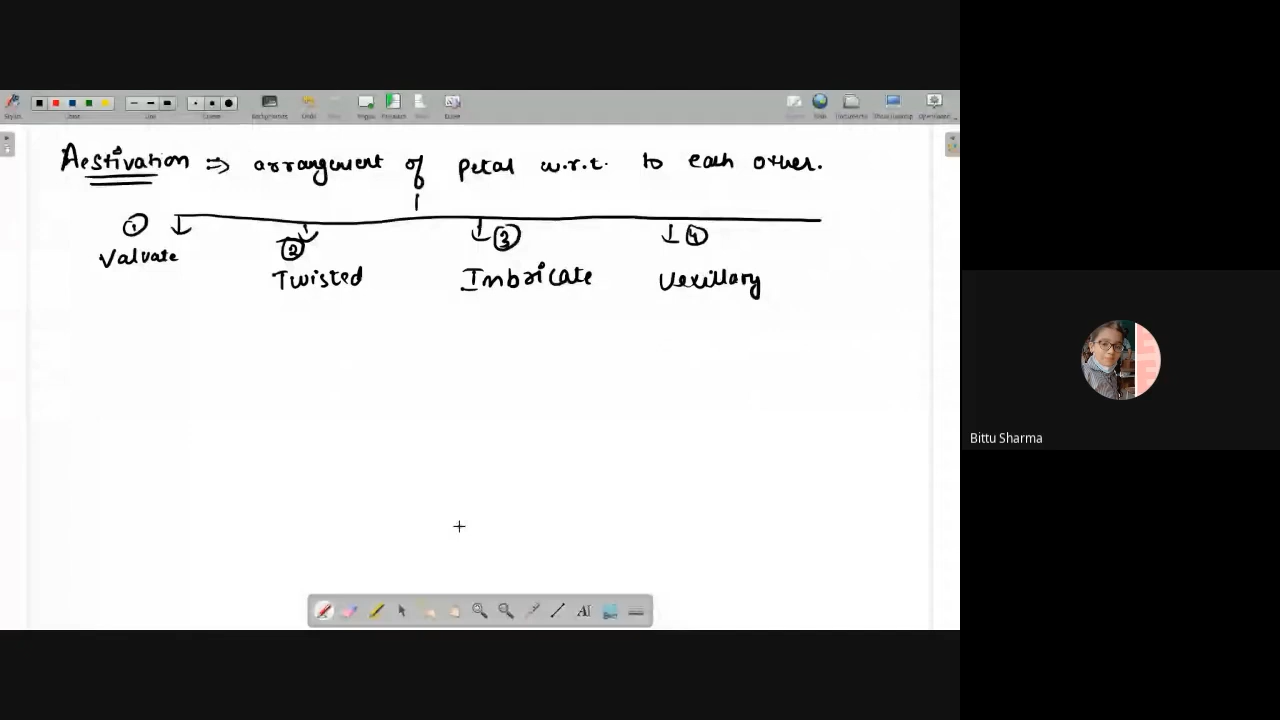 Aestivation ⇒ arrangement of petal w.r.t. to each other.
① ② ③ ④
Valvate Twisted Imbricate Vexillary
Bittu Sharma